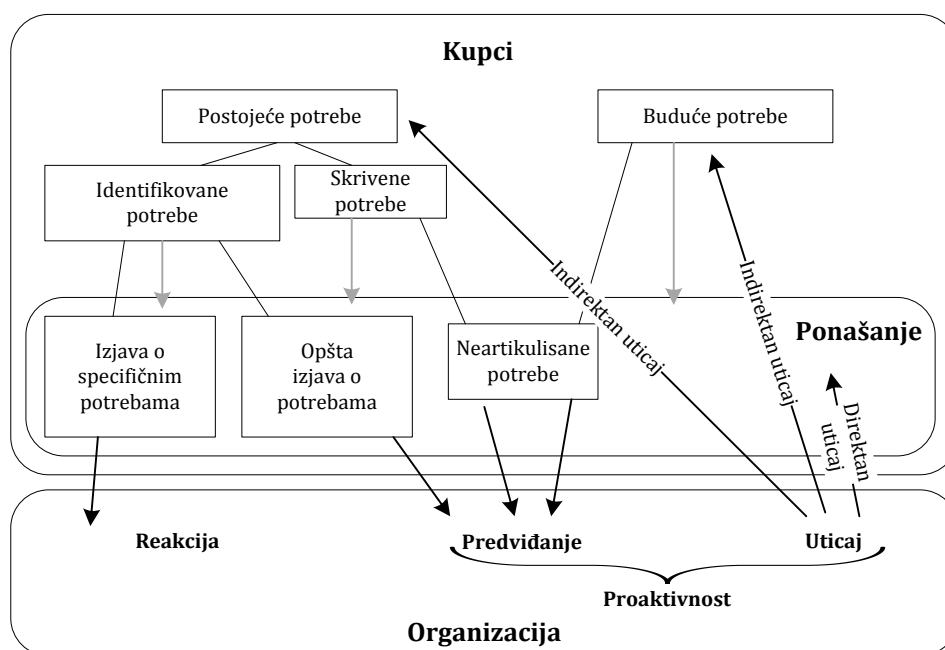 Kupci
Postojeće potrebe
Buduće potrebe
Identifikovane
potrebe
Skrivene
potrebe
Indirektan uticaj
Indirektan uticaj
Ponašanje
Izjava o
specifičnim
potrebama
Opšta
izjava o
potrebama
Neartikulisane
potrebe
Direktan
uticaj
Reakcija
Predviđanje
Uticaj
Proaktivnost
Organizacija